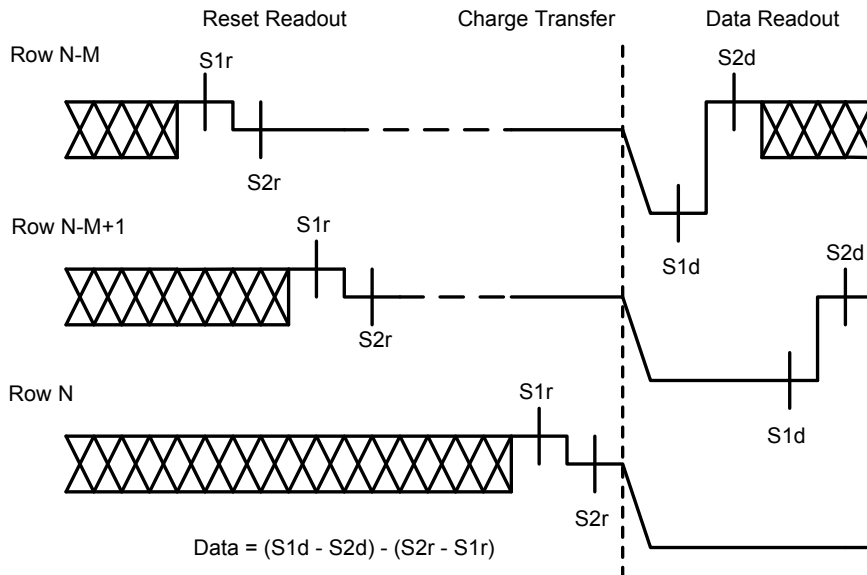 Reset Readout Charge Transfer Data Readout
Row N-M
S1r
S2d
S2r
S1d
Row N-M+1
S1r
S2d
S2r
S1d
Row N
S1r
S2r
Data = (S1d - S2d) - (S2r - S1r)